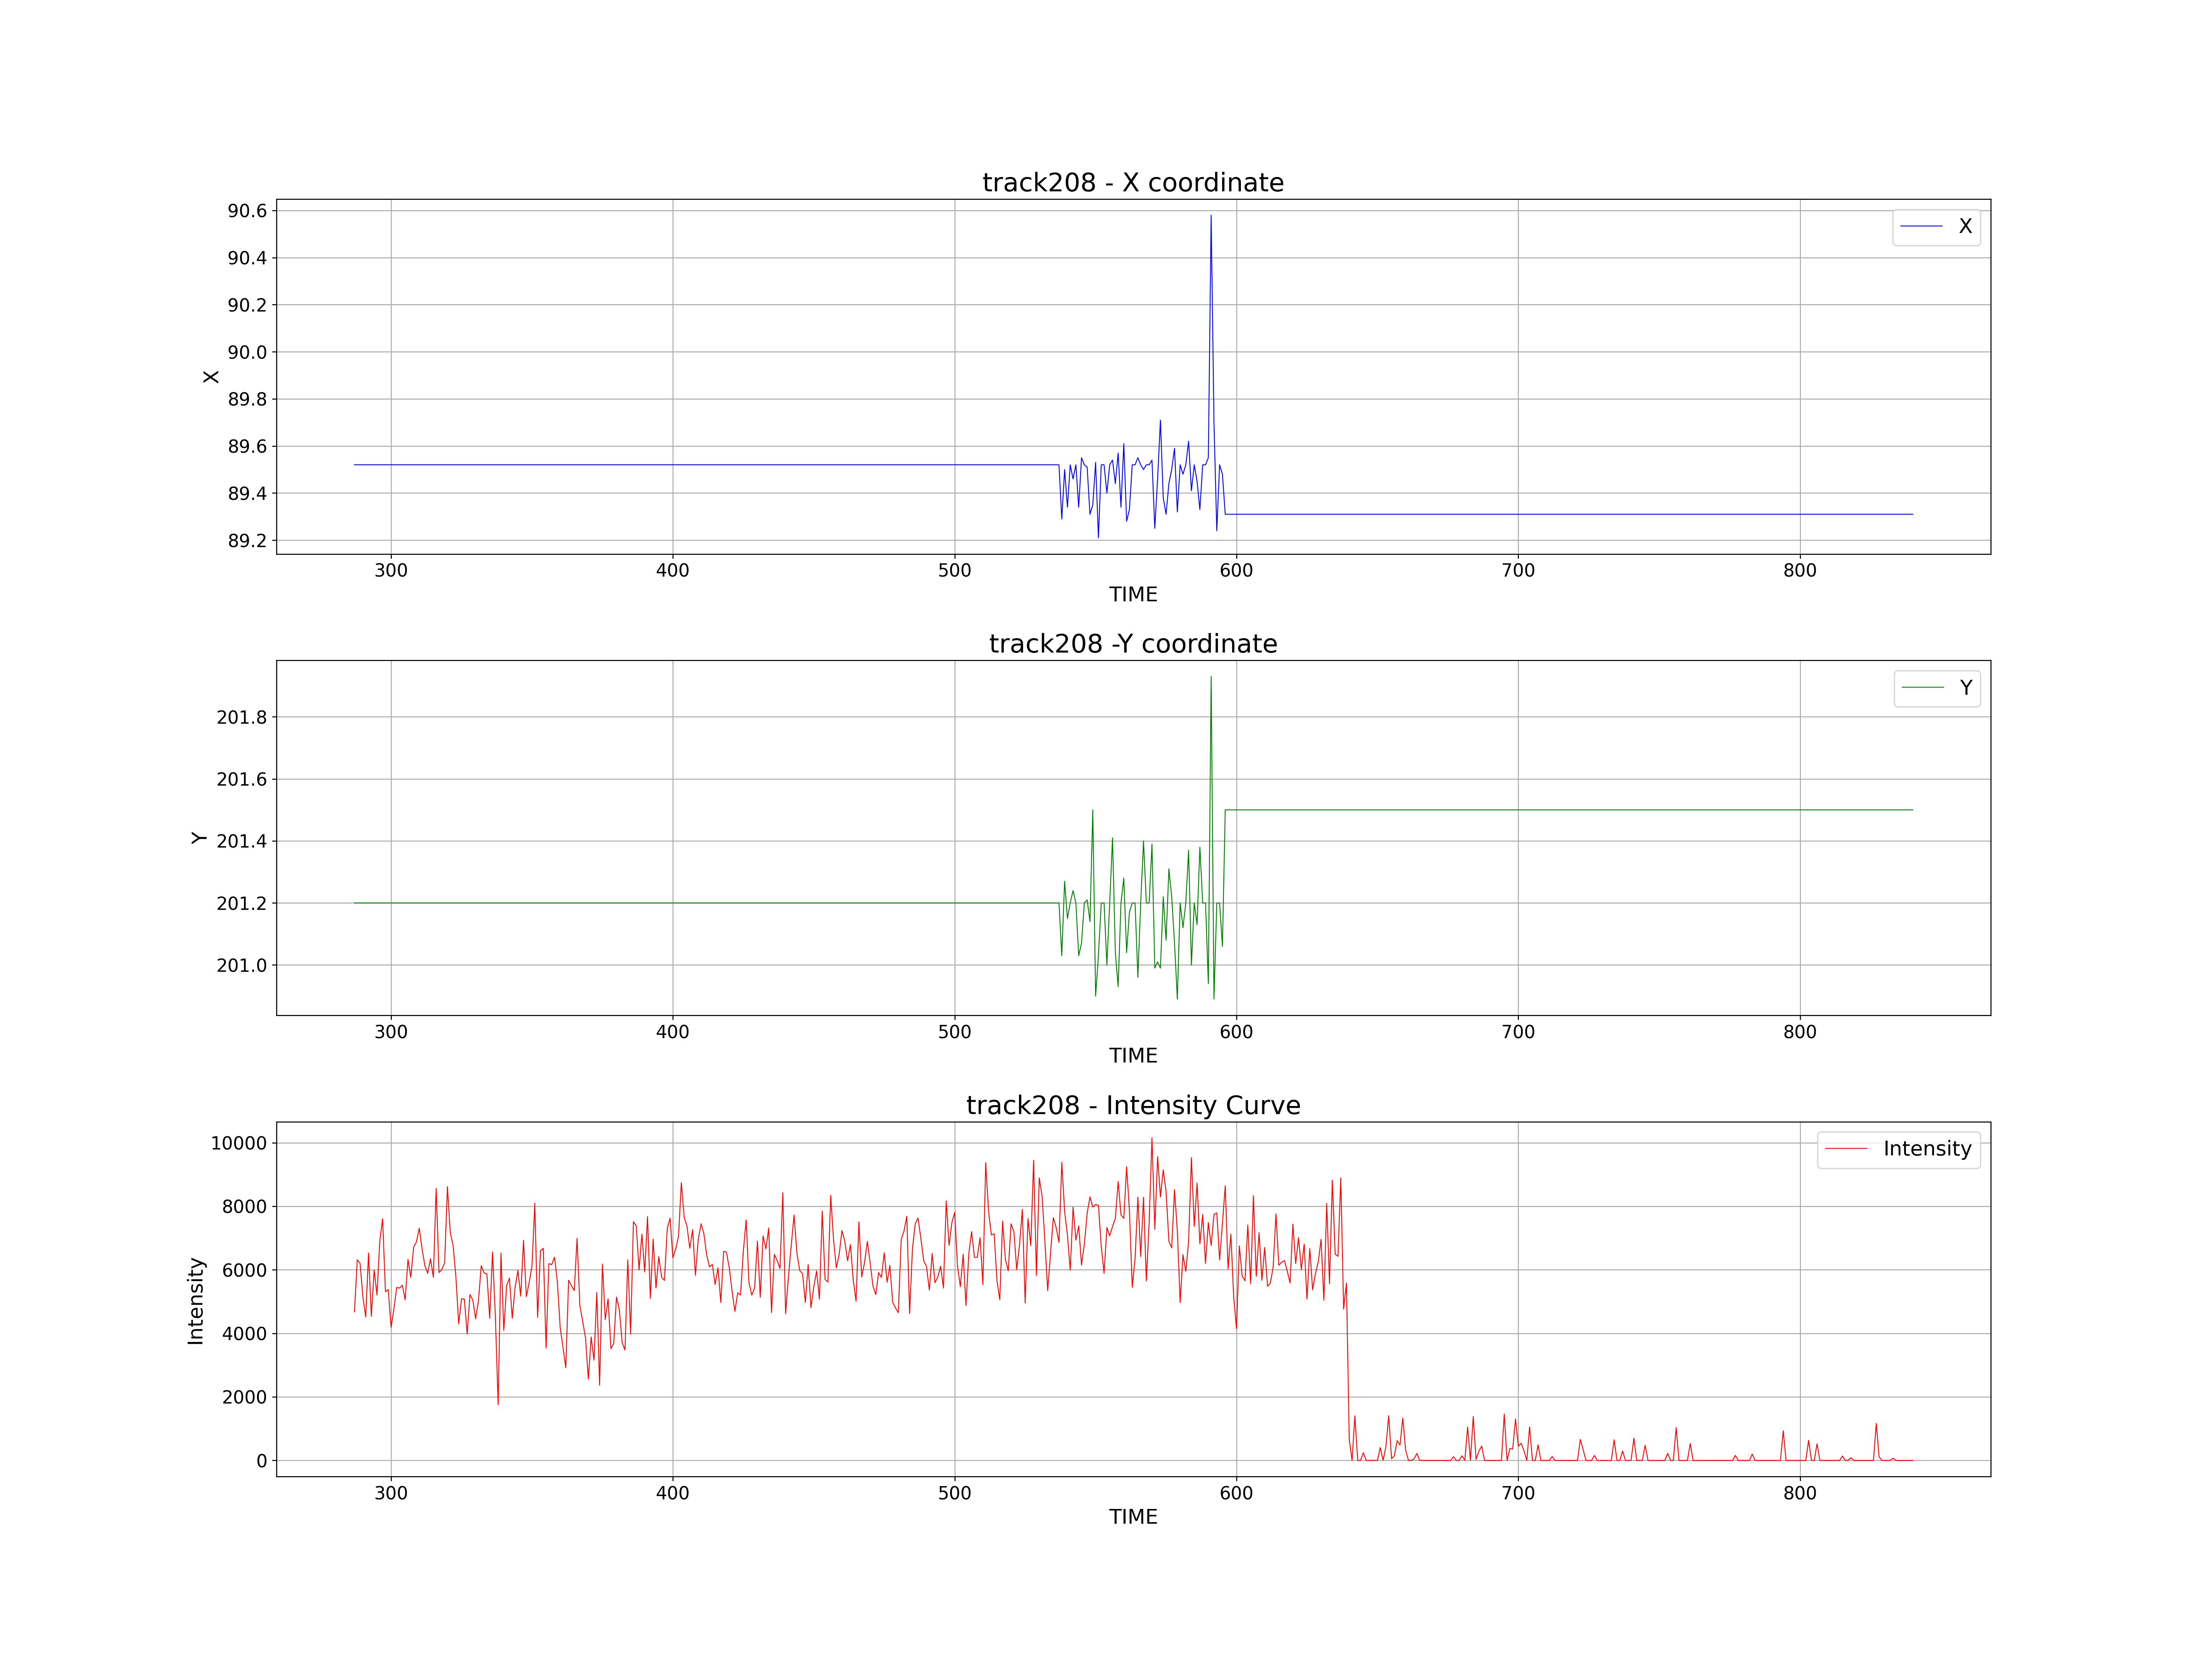 track208 - X coordinate
90.6
90.4
90.2
90.0
89.8
89.6
89.4
89.2
X
X
300 400 500 600 700 800
TIME
track208 -Y coordinate
201.8
201.6
201.4
201.2
201.0
Y
Y
300 400 500 600 700 800
TIME
track208 - Intensity Curve
10000
8000
6000
4000
2000
0
Intensity
Intensity
300 400 500 600 700 800
TIME